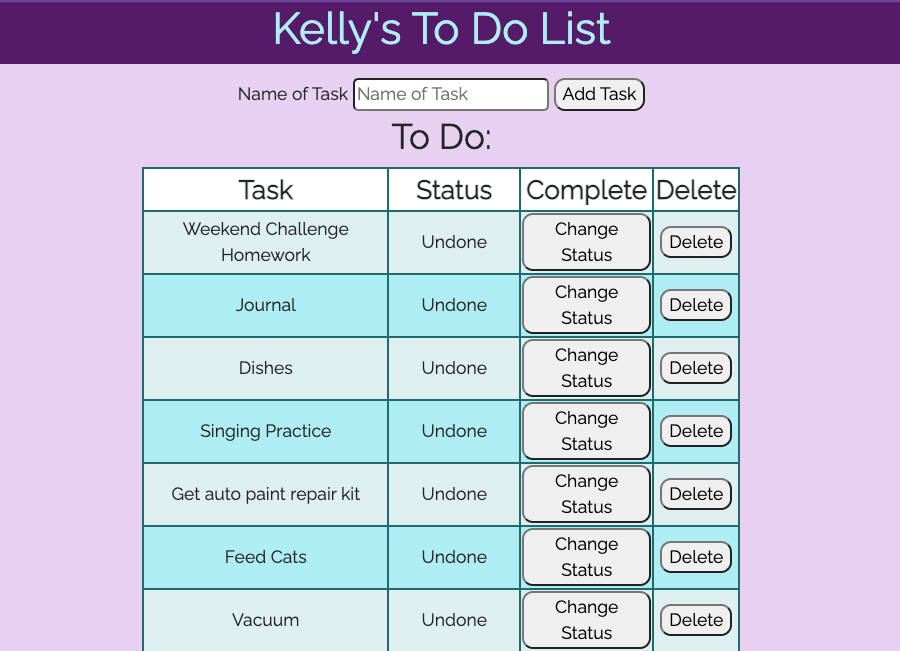 Kelly's To Do List
Name of Task Name of Task Add Task
To Do:
Task Status Complete Delete
Weekend Challenge
Homework Undone Change
Status Delete
Journal Undone Change
Status Delete
Dishes Undone Change
Status Delete
Singing Practice Undone Change
Status Delete
Get auto paint repair kit Undone Change
Status Delete
Feed Cats Undone Change
Status Delete
Vacuum Undone Change
Status Delete